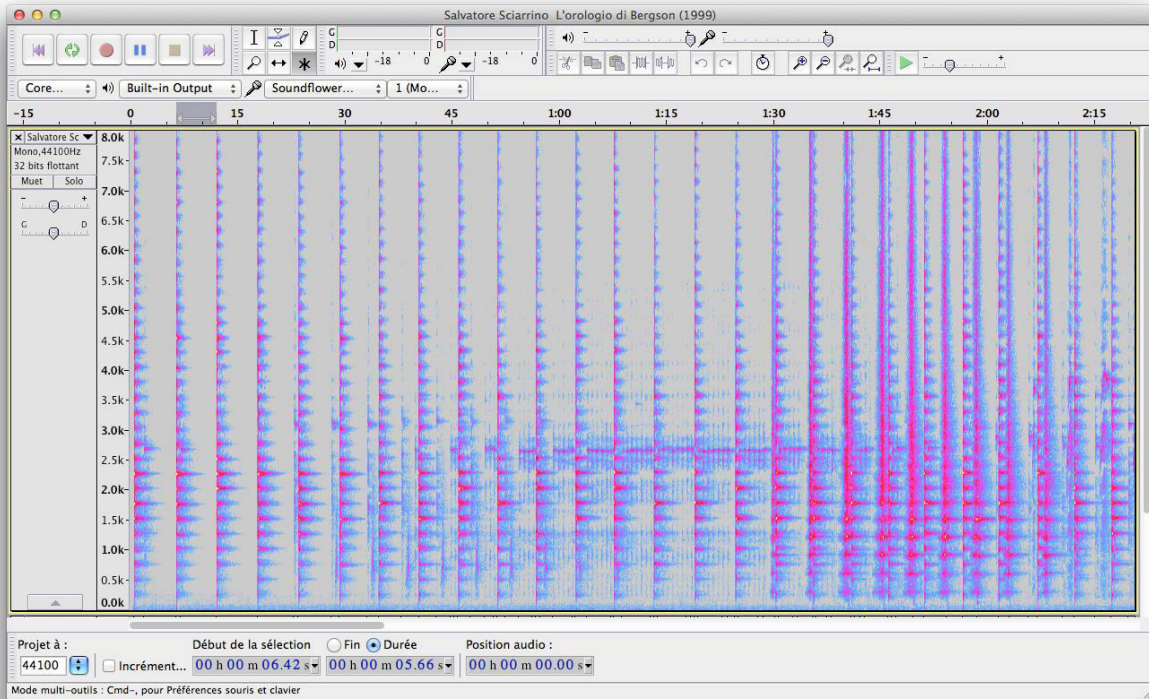 Salvatore Sciarrino L'orologio di Bergson (1999)
G G
D D
-18 0 -18 0
- + - +
- +
Core... Built-in Output Soundflower... 1 (Mo...
-15 0 15 30 45 1:00 1:15 1:30 1:45 2:00 2:15
Salvatore Sc
Mono,44100Hz
32 bits flottant
Muet Solo
- +
G D
8.0k
7.5k
7.0k
6.5k
6.0k
5.5k
5.0k
4.5k
4.0k
3.5k
3.0k
2.5k
2.0k
1.5k
1.0k
0.5k
0.0k
Projet à : Début de la sélection Fin Durée Position audio :
44100 Incrément... 00 h 00 m 06.42 s 00 h 00 m 05.66 s 00 h 00 m 00.00 s
Mode multi-outils : Cmd-, pour Préférences souris et clavier